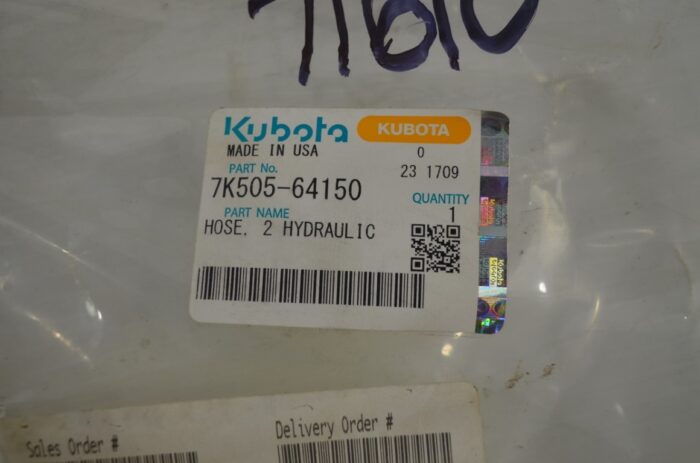 Kubota KUBOTA
MADE IN USA 0
PART No. 23 1709
7K505-64150 QUANTITY
PART NAME 1
HOSE, 2 HYDRAULIC
Kubota
Sales Order # Delivery Order #